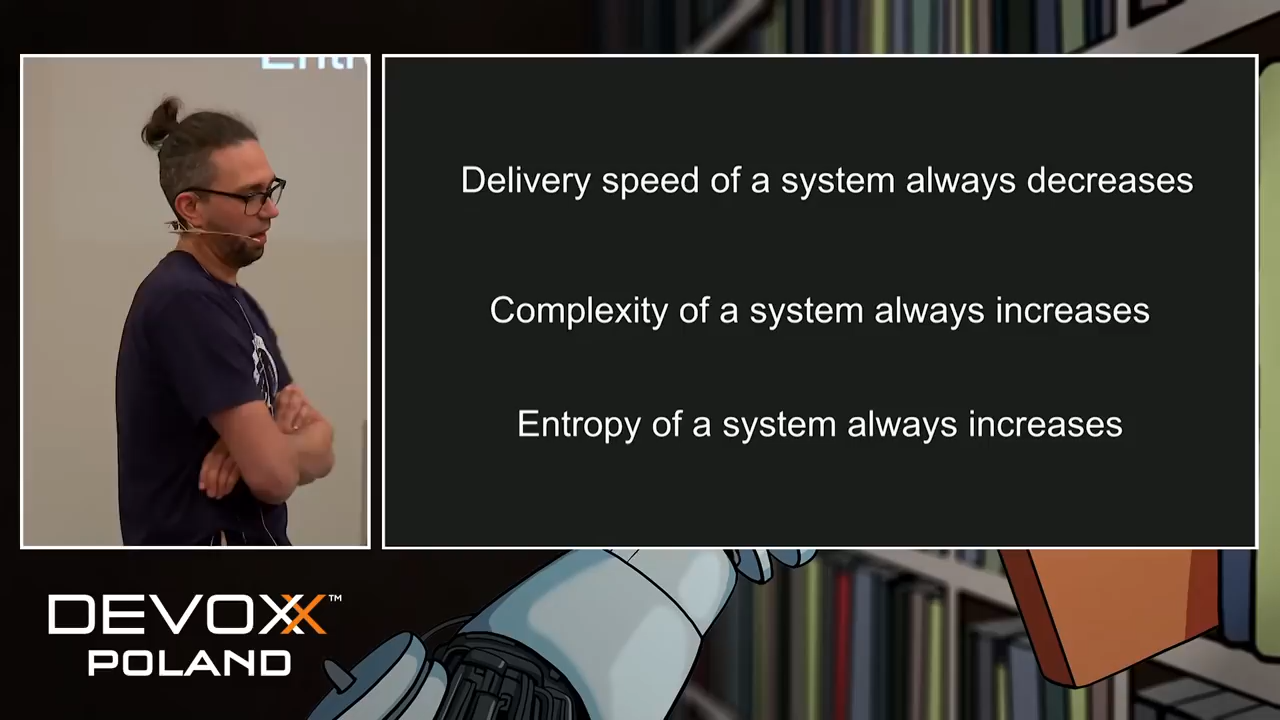 Delivery speed of a system always decreases
Complexity of a system always increases
Entropy of a system always increases
DEVOXX™
POLAND